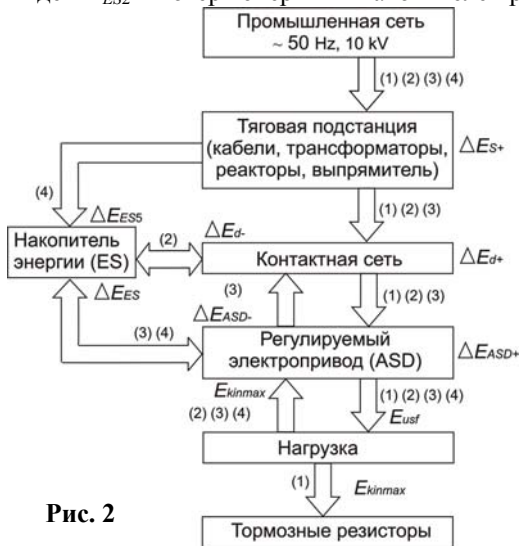 Промышленная сеть
~ 50 Hz, 10 kV
(1) (2) (3) (4)
Тяговая подстанция
(кабели, трансформаторы,
реакторы, выпрямитель)
ΔES+
(4)
(1) (2) (3)
ΔEES5
ΔEd-
Накопитель
энергии (ES)
(2)
Контактная сеть
ΔEd+
ΔEES
(3)
(1) (2) (3)
ΔEASD-
(3) (4)
Регулируемый
электропривод (ASD)
ΔEASD+
Ekinmax
(2) (3) (4)
(1) (2) (3) (4)
Eusf
Нагрузка
(1)
Ekinmax
Рис. 2
Тормозные резисторы